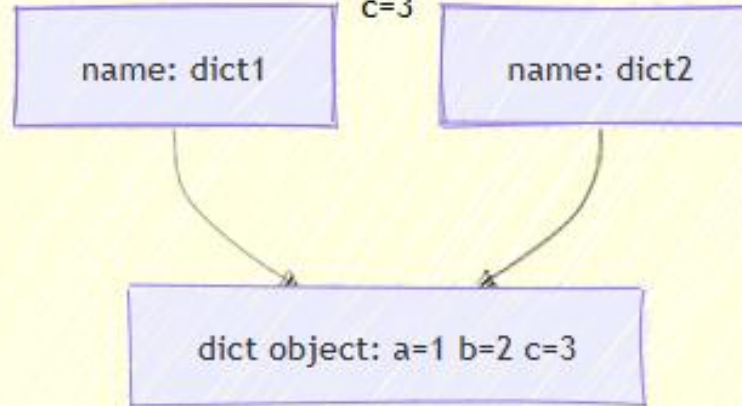 c=3
name: dict1
name: dict2
dict object: a=1 b=2 c=3